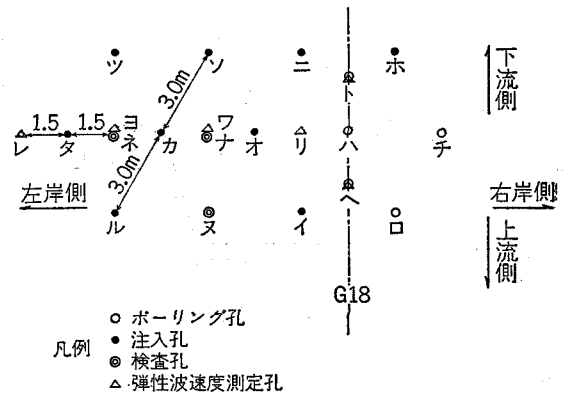 ツ ソ ニ ホ
下流側
3.0m
ト
1.5 1.5 ヨ ワ
レ タ ネ カ ナ オ リ ハ チ
3.0m
左岸側 右岸側
ヘ
ル ヌ イ ロ
上流側
G18
凡例
ボーリング孔
注入孔
検査孔
弾性波速度測定孔